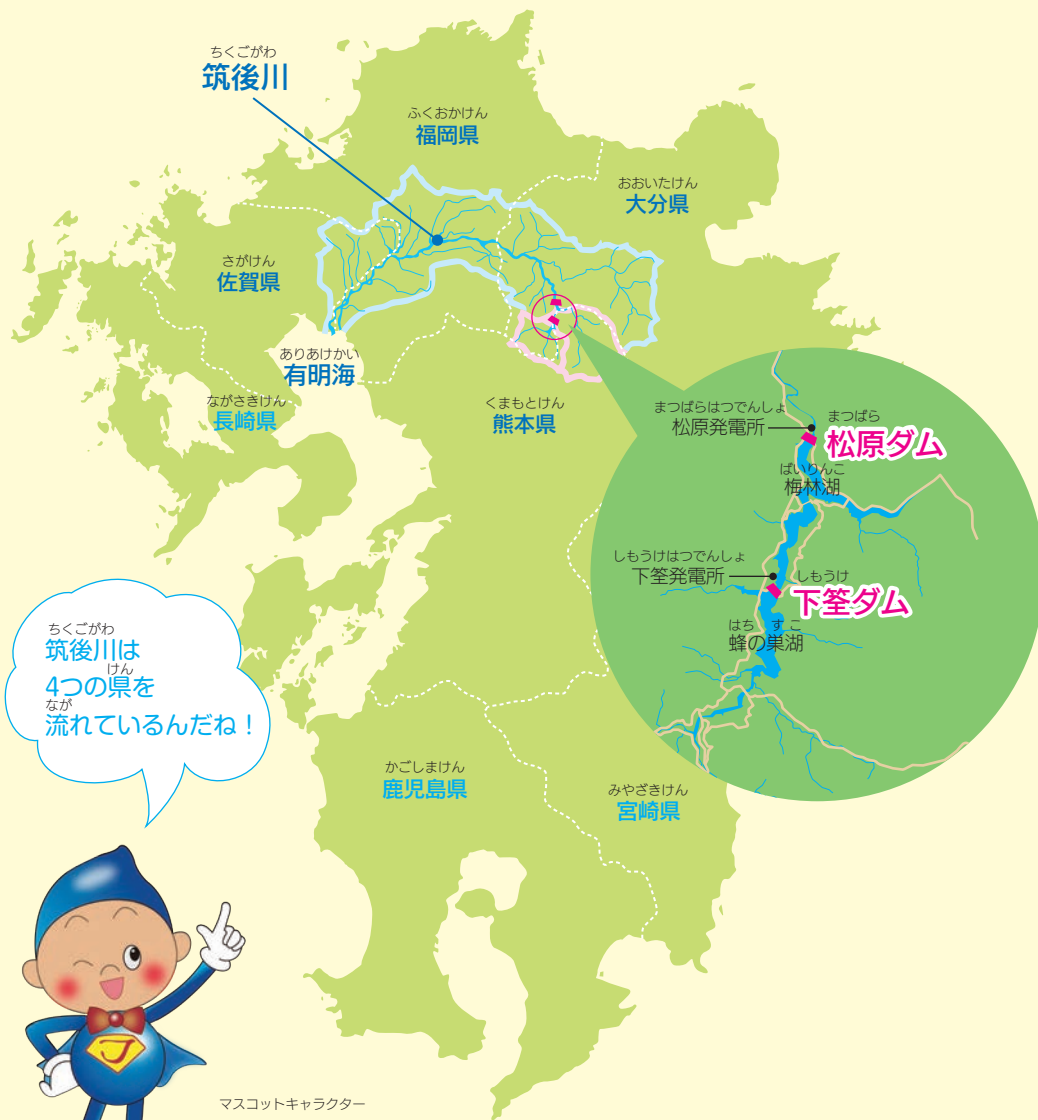 ちくごがわ
筑後川
ふくおかけん
福岡県
おおいたけん
大分県
さがけん
佐賀県
ありあけかい
有明海
ながさきけん
長崎県
くまもとけん
熊本県
まつばらはつでんしょ
松原発電所
まつばら
松原ダム
ばいりんこ
梅林湖
しもうけはつでんしょ
下筌発電所
しもうけ
下筌ダム
はち すこ
蜂の巣湖
ちくごがわ
筑後川は
けん
4つの県を
なが
流れているんだね!
かごしまけん
鹿児島県
みやざきけん
宮崎県
J
マスコットキャラクター